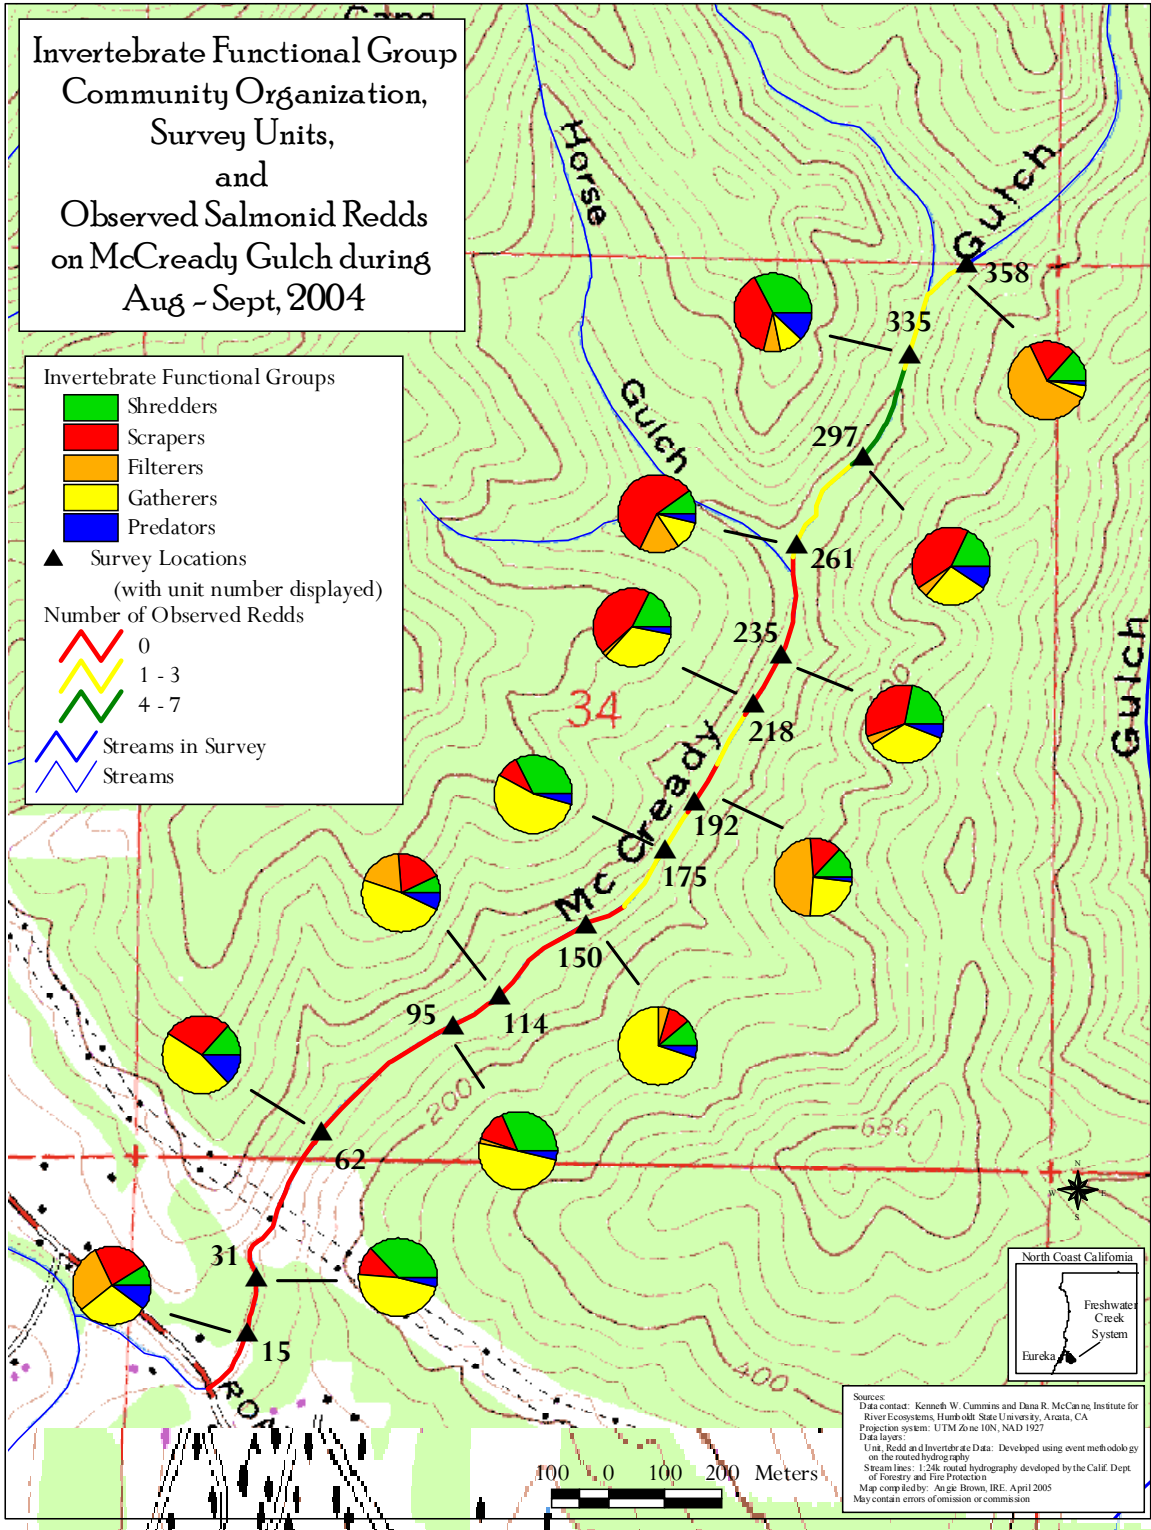 Cape
Invertebrate Functional Group
Community Organization,
Survey Units,
and
Observed Salmonid Redds
on McCready Gulch during
Aug - Sept, 2004
Invertebrate Functional Groups
Shredders
Scrapers
Filterers
Gatherers
Predators
Survey Locations
(with unit number displayed)
Number of Observed Redds
0
1 - 3
4 - 7
Streams in Survey
Streams
Horse
Gulch
Gulch
358
335
297
261
235
218
34
Gulch
Mc Cready
192
175
150
114
95
200
62
686
31
15
400
ROAD
N
W
E
S
North Coast California
Freshwater
Creek
System
Eureka
100 0 100 200 Meters
Sources:
Data contact: Kenneth W. Cummins and Dana R. McCanne, Institute for
River Ecosystems, Humboldt State University, Arcata, CA
Projection system: UTM Zone 10N, NAD 1927
Data layers:
Unit, Redd and Invertebrate Data: Developed using event methodology
on the routed hydrography
Stream lines: 1:24k routed hydrography developed by the Calif. Dept.
of Forestry and Fire Protection
Map compiled by: Angie Brown, IRE. April 2005
May contain errors of omission or commission